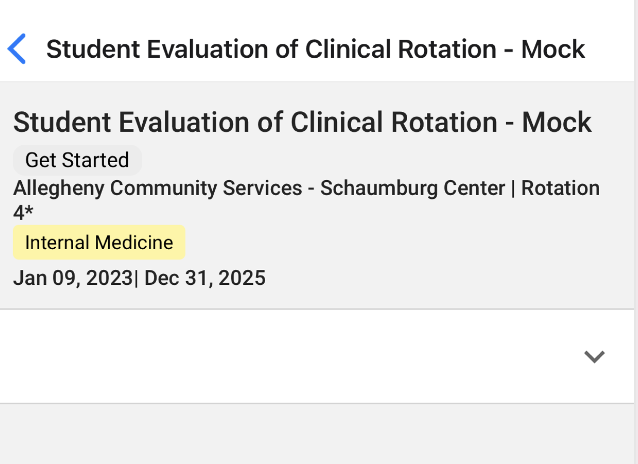 Student Evaluation of Clinical Rotation - Mock
Student Evaluation of Clinical Rotation - Mock
Get Started
Allegheny Community Services - Schaumburg Center | Rotation
4*
Internal Medicine
Jan 09, 2023| Dec 31, 2025